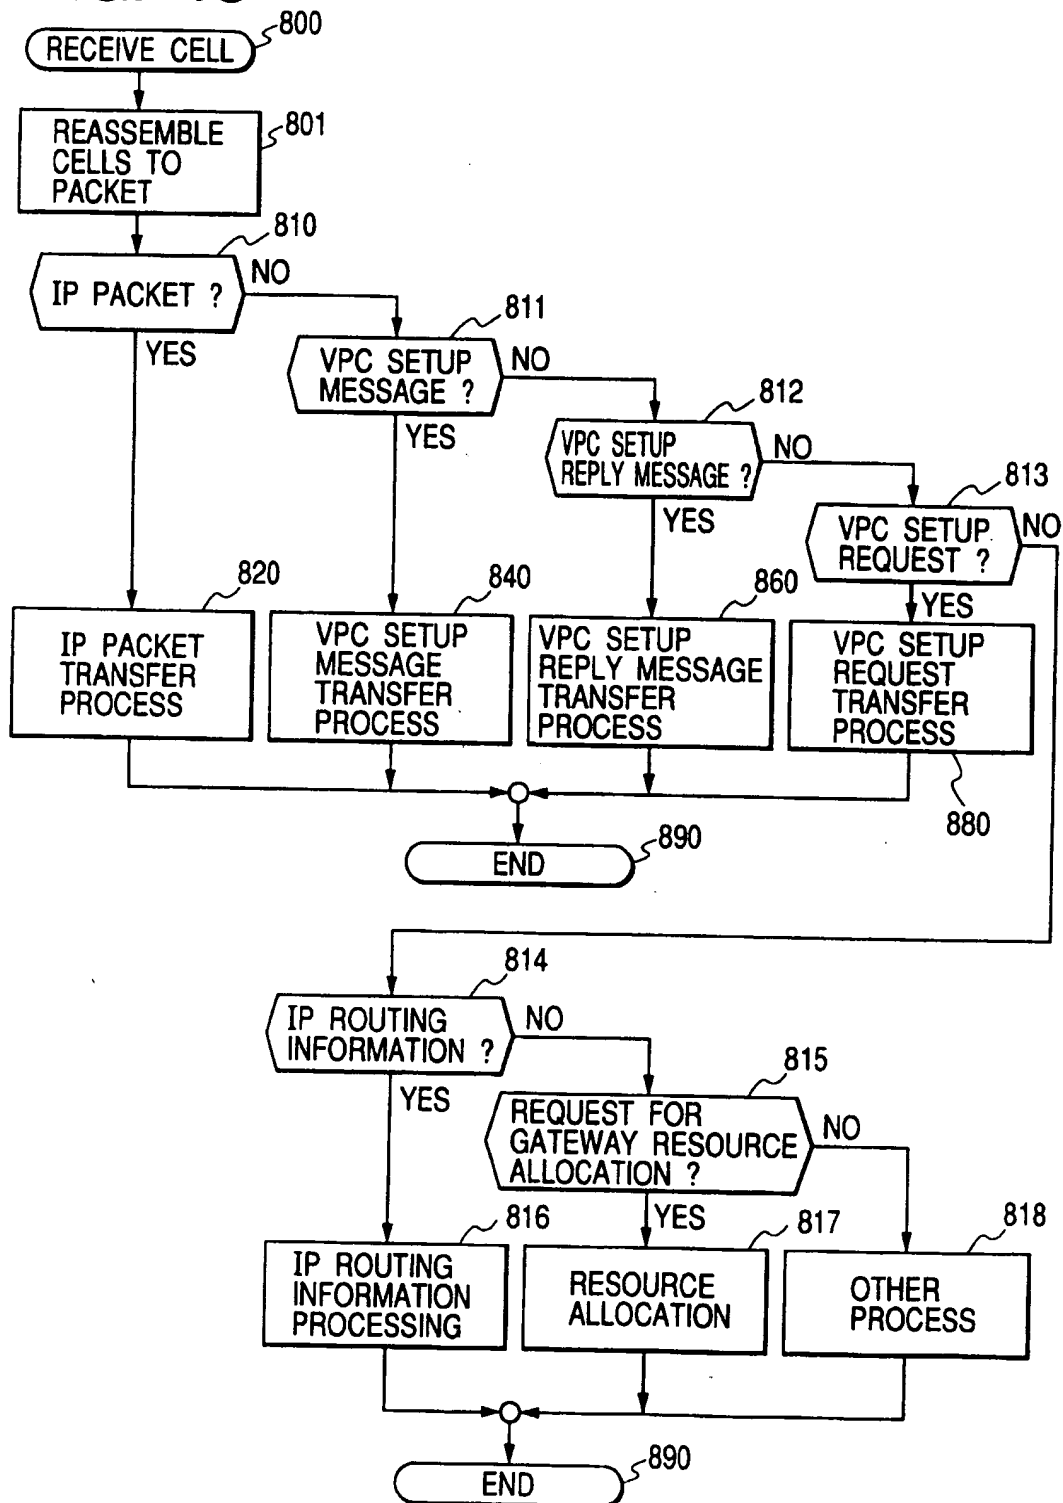 RECEIVE CELL
800
REASSEMBLE
CELLS TO
PACKET
801
810
IP PACKET ?
NO
YES
811
VPC SETUP
MESSAGE ?
NO
YES
812
VPC SETUP
REPLY MESSAGE ?
NO
YES
813
VPC SETUP
REQUEST ?
NO
YES
820
IP PACKET
TRANSFER
PROCESS
840
VPC SETUP
MESSAGE
TRANSFER
PROCESS
860
VPC SETUP
REPLY MESSAGE
TRANSFER
PROCESS
VPC SETUP
REQUEST
TRANSFER
PROCESS
880
END
890
814
IP ROUTING
INFORMATION ?
NO
YES
815
REQUEST FOR
GATEWAY RESOURCE
ALLOCATION ?
NO
YES
816
IP ROUTING
INFORMATION
PROCESSING
817
RESOURCE
ALLOCATION
818
OTHER
PROCESS
END
890